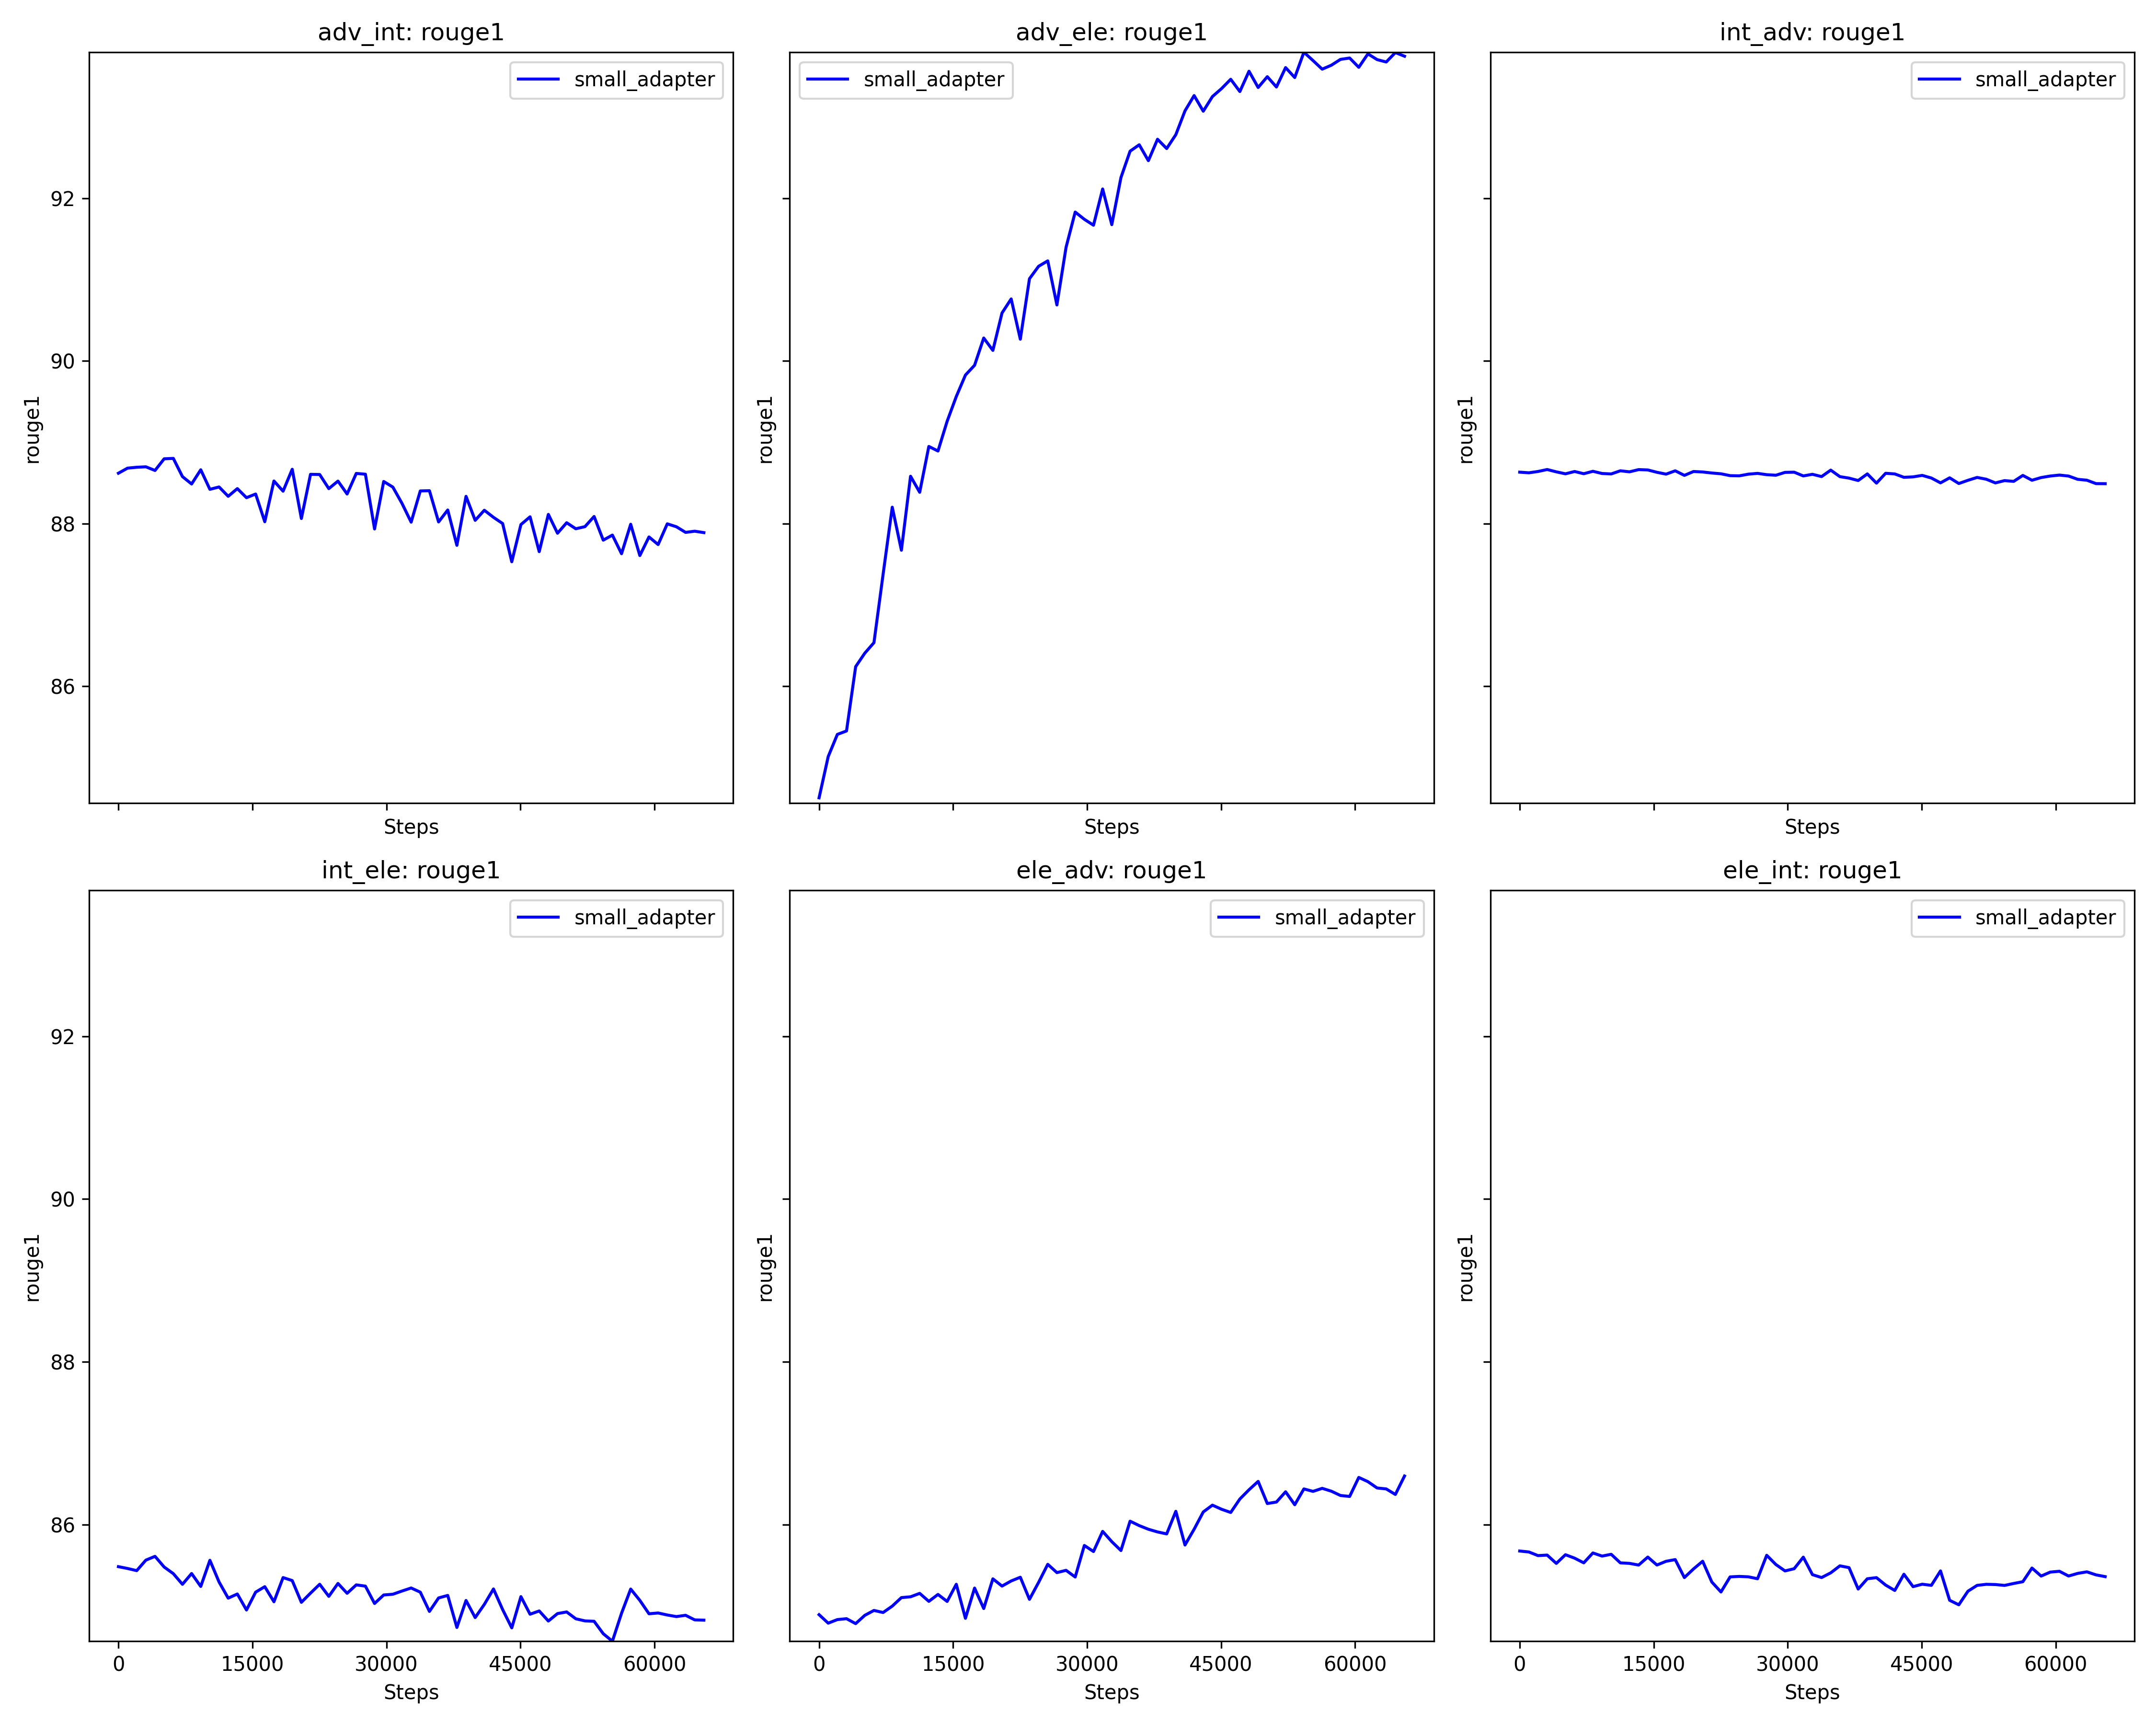 adv_int: rouge1
small_adapter
92
90
88
86
rouge1
Steps
adv_ele: rouge1
small_adapter
rouge1
Steps
int_adv: rouge1
small_adapter
rouge1
Steps
int_ele: rouge1
small_adapter
92
90
88
86
rouge1
0 15000 30000 45000 60000
Steps
ele_adv: rouge1
small_adapter
rouge1
0 15000 30000 45000 60000
Steps
ele_int: rouge1
small_adapter
rouge1
0 15000 30000 45000 60000
Steps